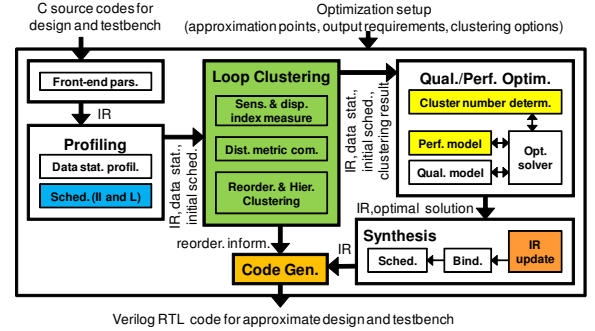 C source codes for
design and testbench
Optimization setup
(approximation points, output requirements, clustering options)
Front-end pars.
IR
Profiling
Data stat. profil.
Sched. (II and L)
IR, data stat.,
initial sched.
Loop Clustering
Sens. & disp.
index measure
Dist. metric com.
Reorder. & Hier.
Clustering
IR, data stat.,
initial sched.,
clustering result
Qual./Perf. Optim.
Cluster number determ.
Perf. model
Qual. model
Opt.
solver
IR,optimal solution
Synthesis
Sched.
Bind.
IR
update
reorder. inform.
IR
Code Gen.
Verilog RTL code for approximate design and testbench